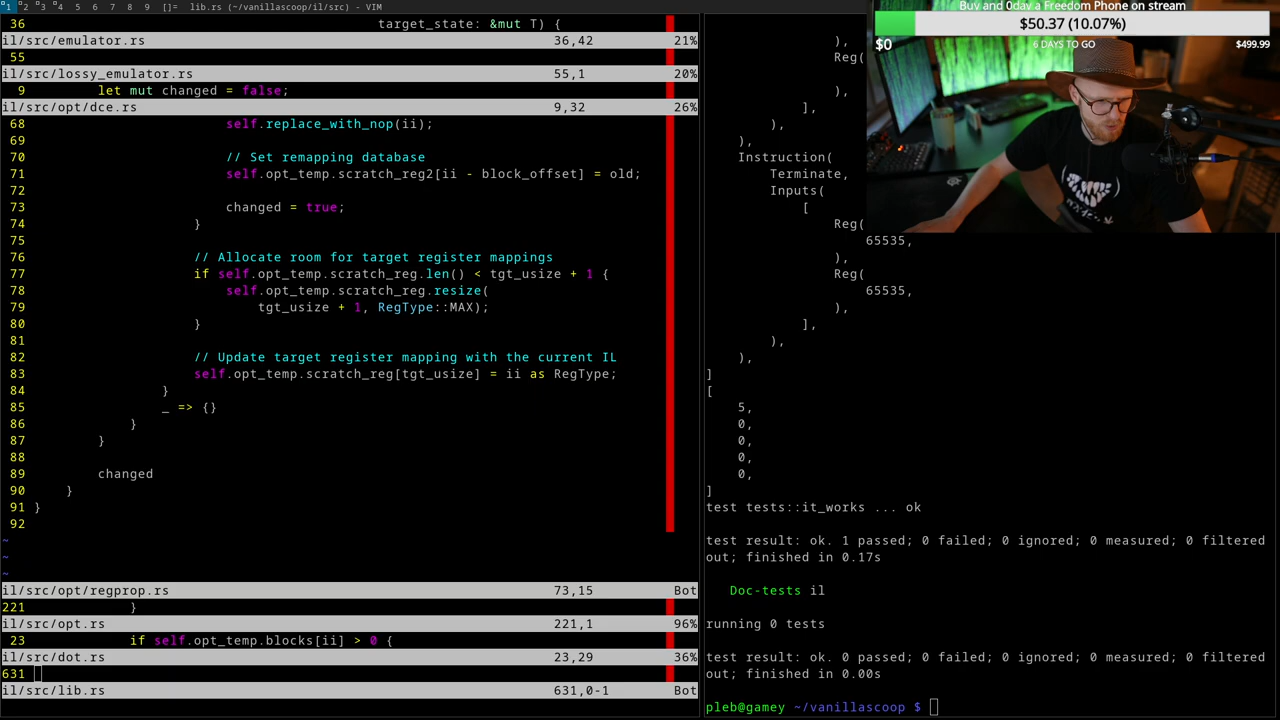 1 2 3 4 5 6 7 8 9 []= lib.rs (~/vanillascoop/il/src) - VIM
36 target_state: &mut T) {
il/src/emulator.rs 36,42 21%
55
il/src/lossy_emulator.rs 55,1 20%
9 let mut changed = false;
il/src/opt/dce.rs 9,32 26%
68 self.replace_with_nop(ii);
69
70 // Set remapping database
71 self.opt_temp.scratch_reg2[ii - block_offset] = old;
72
73 changed = true;
74 }
75
76 // Allocate room for target register mappings
77 if self.opt_temp.scratch_reg.len() < tgt_usize + 1 {
78 self.opt_temp.scratch_reg.resize(
79 tgt_usize + 1, RegType::MAX);
80 }
81
82 // Update target register mapping with the current IL
83 self.opt_temp.scratch_reg[tgt_usize] = ii as RegType;
84 }
85 _ => {}
86 }
87 }
88
89 changed
90 }
91 }
92
~
~
~
il/src/opt/regprop.rs 73,15 Bot
221 }
il/src/opt.rs 221,1 96%
23 if self.opt_temp.blocks[ii] > 0 {
il/src/dot.rs 23,29 36%
631
il/src/lib.rs 631,0-1 Bot
),
Reg(
),
],
),
),
Instruction(
Terminate,
Inputs(
[
Reg(
65535,
),
Reg(
65535,
),
],
),
),
]
[
5,
0,
0,
0,
0,
]
test tests::it_works ... ok
test result: ok. 1 passed; 0 failed; 0 ignored; 0 measured; 0 filtered
out; finished in 0.17s
Doc-tests il
running 0 tests
test result: ok. 0 passed; 0 failed; 0 ignored; 0 measured; 0 filtered
out; finished in 0.00s
pleb@gamey ~/vanillascoop $
Buy and 0day a Freedom Phone on stream
$50.37 (10.07%)
$0 6 DAYS TO GO $499.99